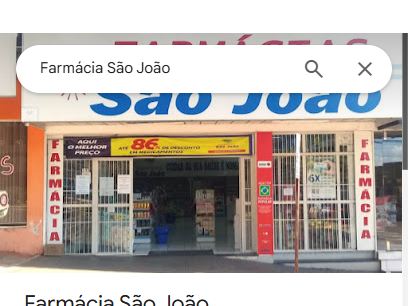 FARMÁCIAS
Farmácia São João
São João
AQUI
O MELHOR
PREÇO
ATÉ 86% DE DESCONTO
EM MEDICAMENTOS
FARMÁCIA
FARMÁCIA
6X
Farmácia São João